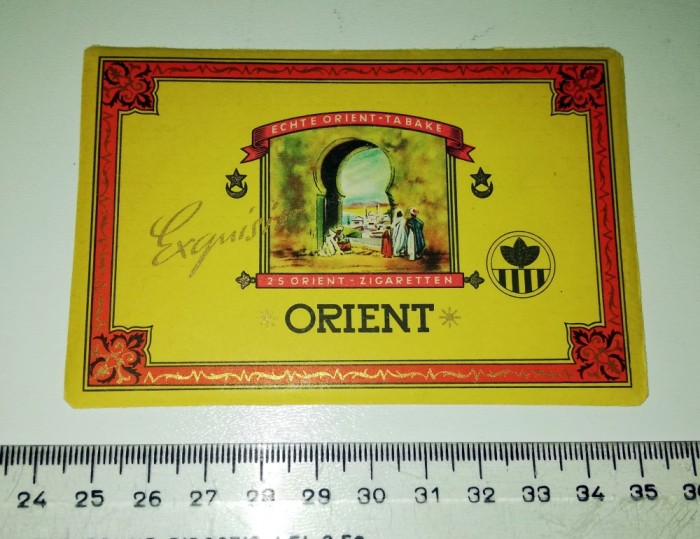 ECHTE ORIENT-TABAKE
Exquisit
25 ORIENT-ZIGARETTEN
ORIENT
24 25 26 27 28 29 30 31 32 33 34 35